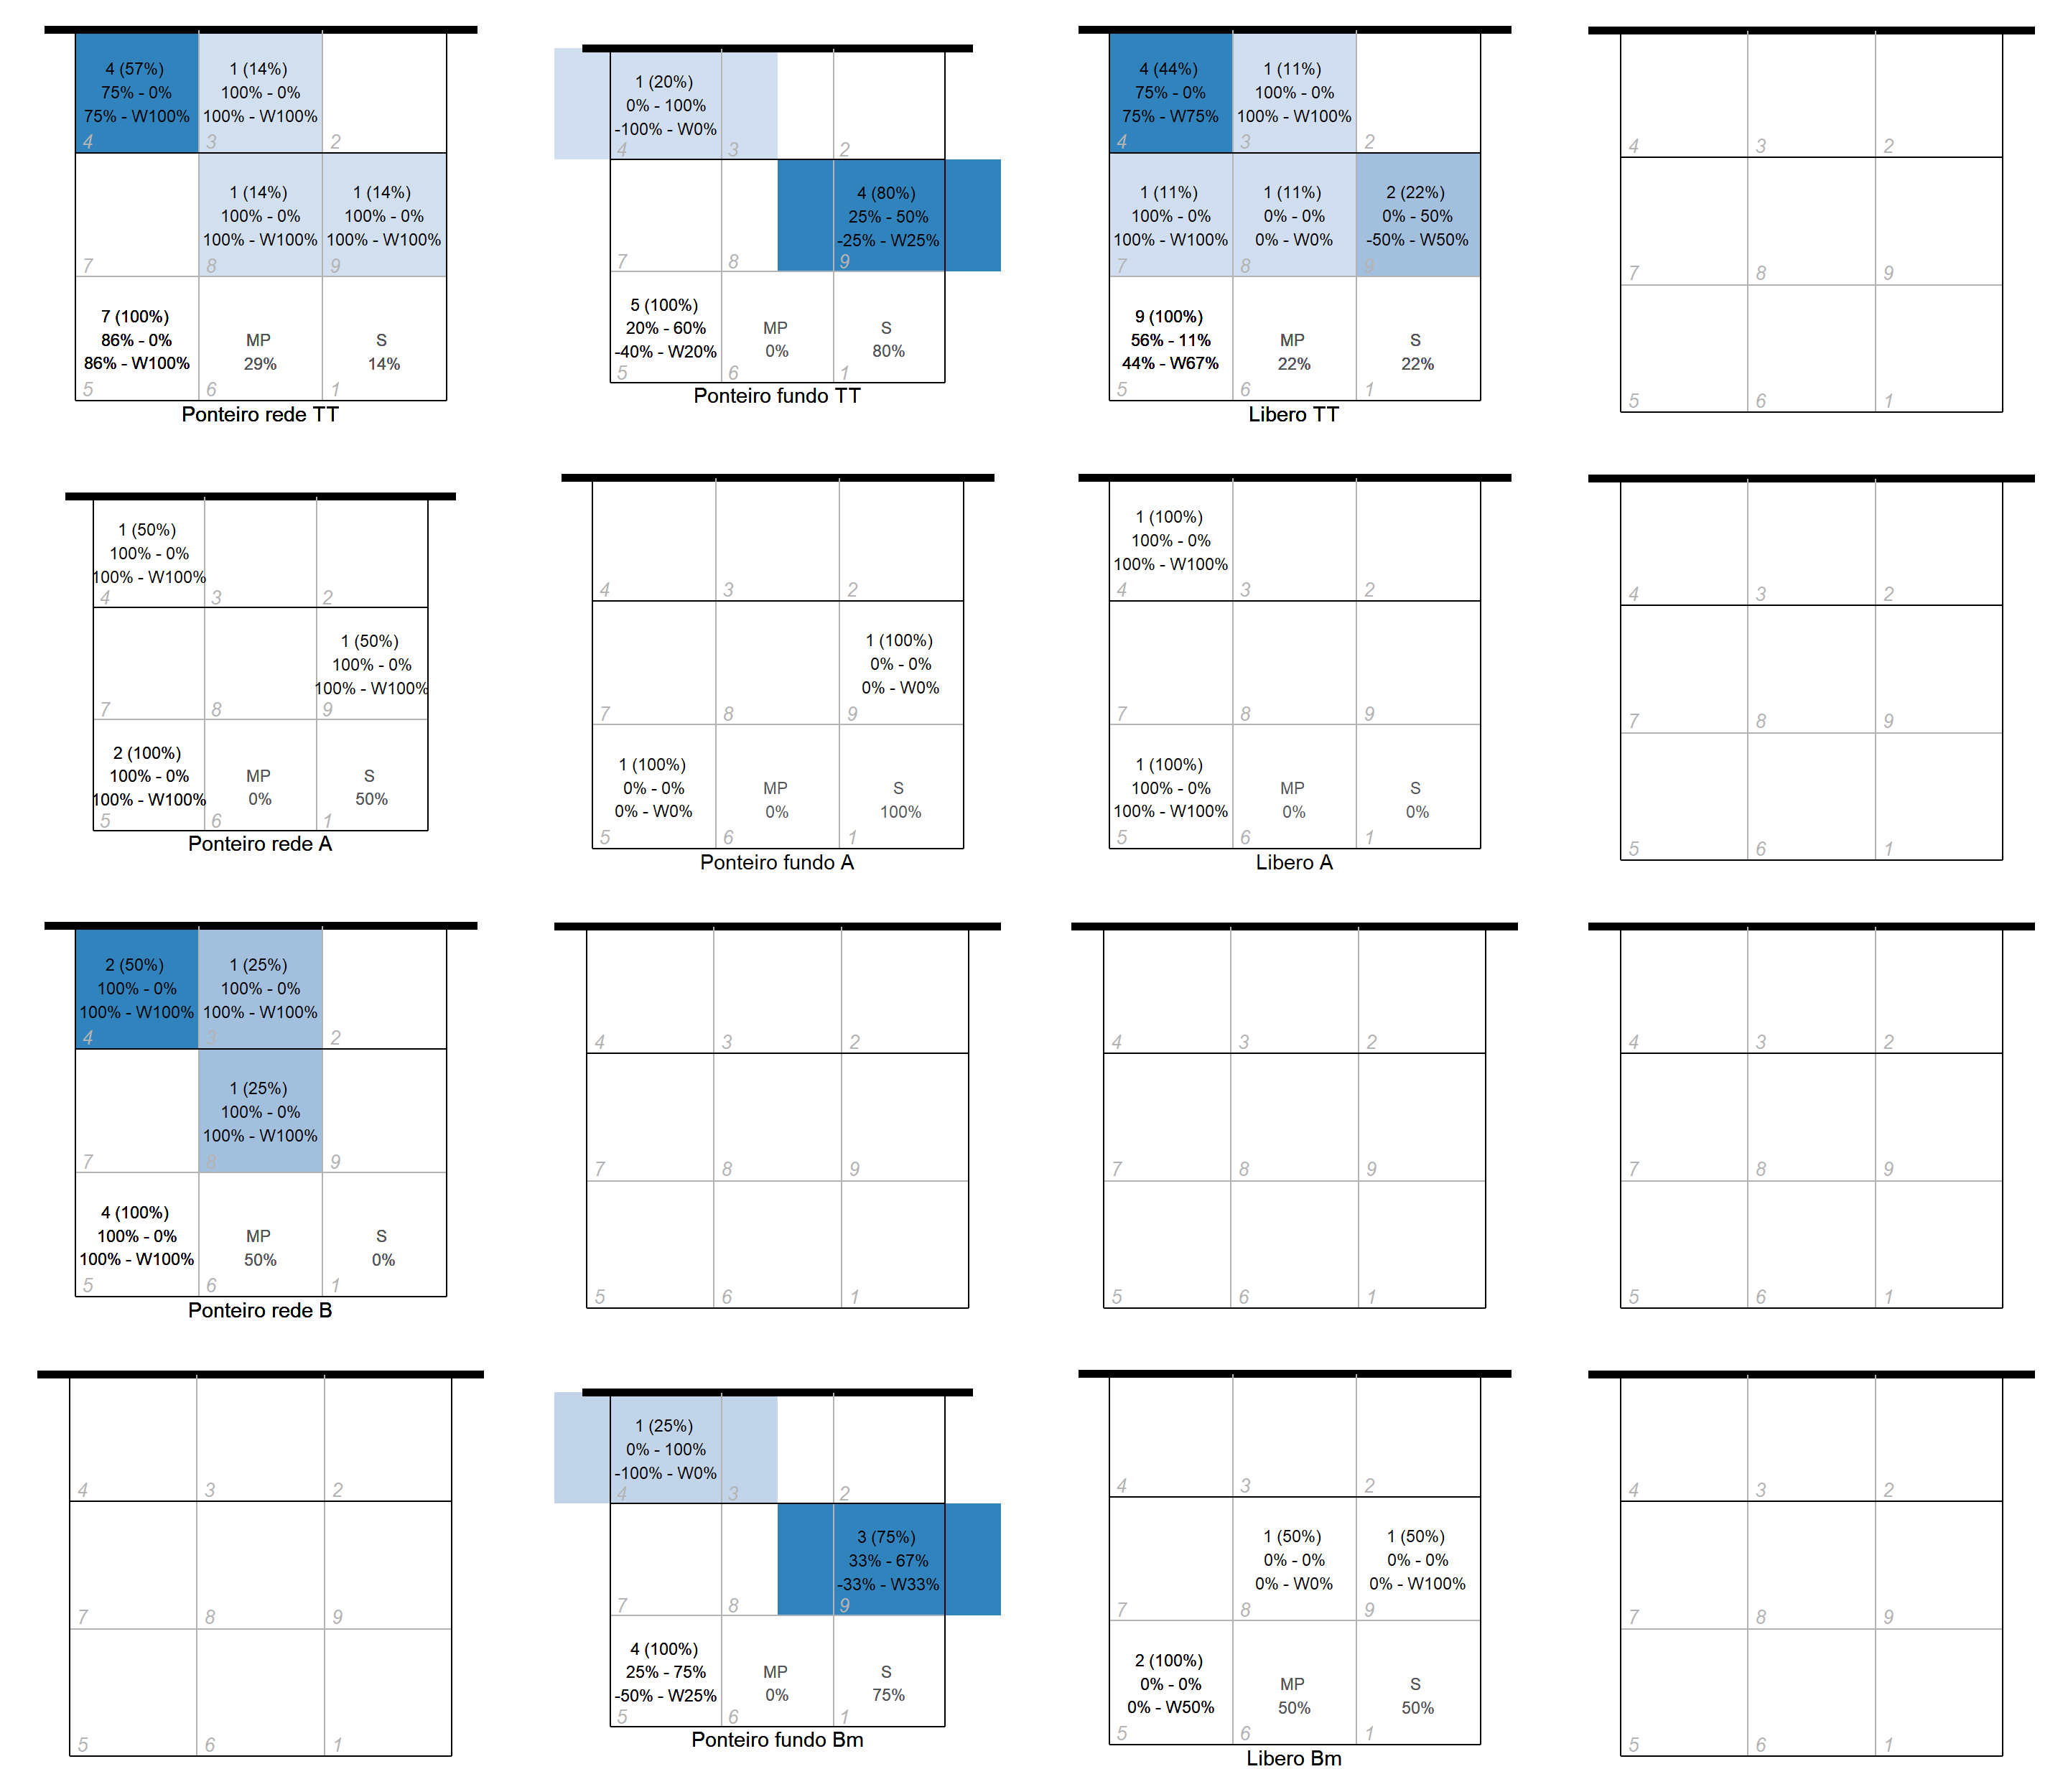 4 (57%)
75% - 0%
75% - W100%
4
1 (14%)
100% - 0%
100% - W100%
3
2
7
1 (14%)
100% - 0%
100% - W100%
8
1 (14%)
100% - 0%
100% - W100%
9
7 (100%)
86% - 0%
86% - W100%
5
MP
29%
6
S
14%
1
Ponteiro rede TT
1 (20%)
0% - 100%
-100% - W0%
4
3
2
7
8
4 (80%)
25% - 50%
-25% - W25%
9
5 (100%)
20% - 60%
-40% - W20%
5
MP
0%
6
S
80%
1
Ponteiro fundo TT
4 (44%)
75% - 0%
75% - W75%
4
1 (11%)
100% - 0%
100% - W100%
3
2
1 (11%)
100% - 0%
100% - W100%
7
1 (11%)
0% - 0%
0% - W0%
8
2 (22%)
0% - 50%
-50% - W50%
9
9 (100%)
56% - 11%
44% - W67%
5
MP
22%
6
S
22%
1
Libero TT
4
3
2
7
8
9
5
6
1
1 (50%)
100% - 0%
100% - W100%
4
3
2
7
8
1 (50%)
100% - 0%
100% - W100%
9
2 (100%)
100% - 0%
100% - W100%
5
MP
0%
6
S
50%
1
Ponteiro rede A
4
3
2
7
8
1 (100%)
0% - 0%
0% - W0%
9
1 (100%)
0% - 0%
0% - W0%
5
MP
0%
6
S
100%
1
Ponteiro fundo A
1 (100%)
100% - 0%
100% - W100%
4
3
2
7
8
9
1 (100%)
100% - 0%
100% - W100%
5
MP
0%
6
S
0%
1
Libero A
4
3
2
7
8
9
5
6
1
2 (50%)
100% - 0%
100% - W100%
4
1 (25%)
100% - 0%
100% - W100%
3
2
7
1 (25%)
100% - 0%
100% - W100%
8
9
4 (100%)
100% - 0%
100% - W100%
5
MP
50%
6
S
0%
1
Ponteiro rede B
4
3
2
7
8
9
5
6
1
4
3
2
7
8
9
5
6
1
4
3
2
7
8
9
5
6
1
4
3
2
7
8
9
5
6
1
1 (25%)
0% - 100%
-100% - W0%
4
3
2
7
8
3 (75%)
33% - 67%
-33% - W33%
9
4 (100%)
25% - 75%
-50% - W25%
5
MP
0%
6
S
75%
1
Ponteiro fundo Bm
4
3
2
7
1 (50%)
0% - 0%
0% - W0%
8
1 (50%)
0% - 0%
0% - W100%
9
2 (100%)
0% - 0%
0% - W50%
5
MP
50%
6
S
50%
1
Libero Bm
4
3
2
7
8
9
5
6
1